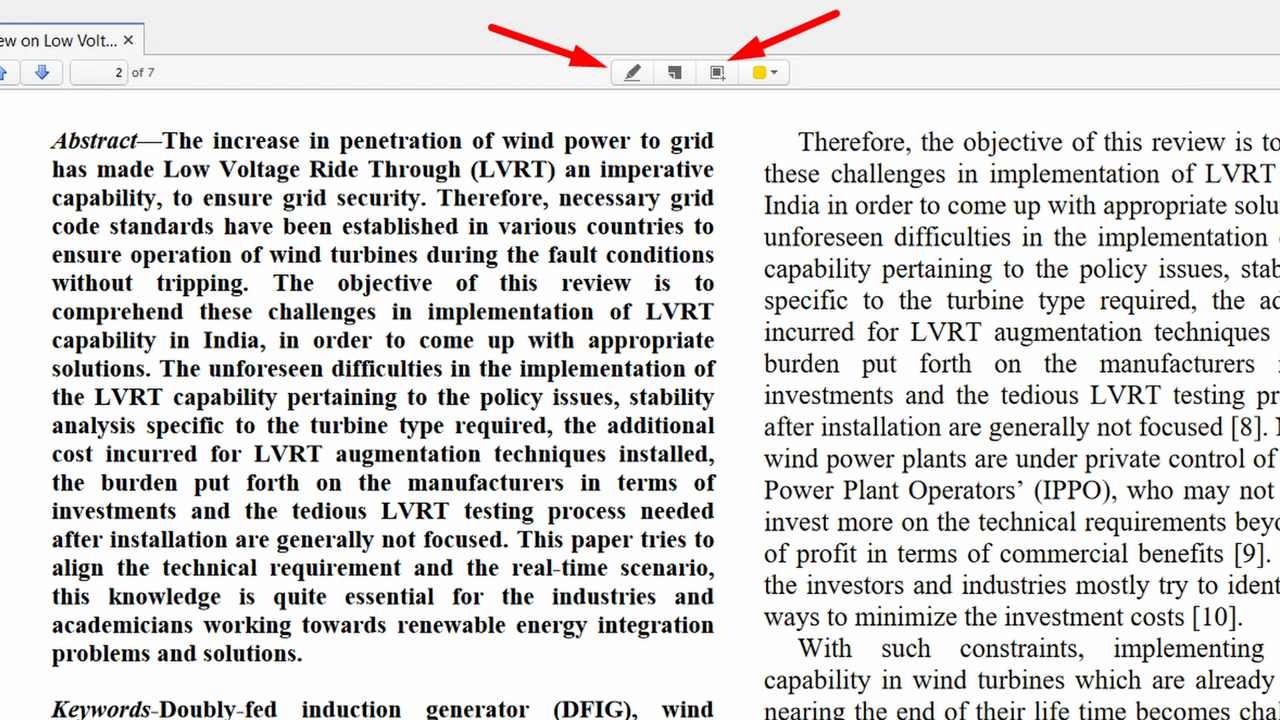 ew on Low Volt...
2 of 7
Abstract—The increase in penetration of wind power to grid
has made Low Voltage Ride Through (LVRT) an imperative
capability, to ensure grid security. Therefore, necessary grid
code standards have been established in various countries to
ensure operation of wind turbines during the fault conditions
without tripping. The objective of this review is to
comprehend these challenges in implementation of LVRT
capability in India, in order to come up with appropriate
solutions. The unforeseen difficulties in the implementation of
the LVRT capability pertaining to the policy issues, stability
analysis specific to the turbine type required, the additional
cost incurred for LVRT augmentation techniques installed,
the burden put forth on the manufacturers in terms of
investments and the tedious LVRT testing process needed
after installation are generally not focused. This paper tries to
align the technical requirement and the real-time scenario,
this knowledge is quite essential for the industries and
academicians working towards renewable energy integration
problems and solutions.
Keywords-Doubly-fed induction generator (DFIG), wind
Therefore, the objective of this review is to
these challenges in implementation of LVRT
India in order to come up with appropriate solu
unforeseen difficulties in the implementation
capability pertaining to the policy issues, stab
specific to the turbine type required, the ad
incurred for LVRT augmentation techniques
burden put forth on the manufacturers
investments and the tedious LVRT testing pr
after installation are generally not focused [8].
wind power plants are under private control of
Power Plant Operators' (IPPO), who may not
invest more on the technical requirements beyo
of profit in terms of commercial benefits [9].
the investors and industries mostly try to ident
ways to minimize the investment costs [10].
With such constraints, implementing
capability in wind turbines which are already
nearing the end of their life time becomes chal